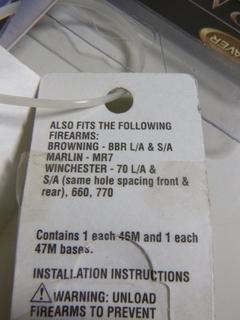 AVER
ALSO FITS THE FOLLOWING
FIREARMS:
BROWNING - BBR L/A & S/A
MARLIN - MR7
WINCHESTER - 70 L/A &
S/A (same hole spacing front &
rear), 660, 770
Contains 1 each 46M and 1 each
47M bases.
INSTALLATION INSTRUCTIONS
WARNING: UNLOAD
FIREARMS TO PREVENT